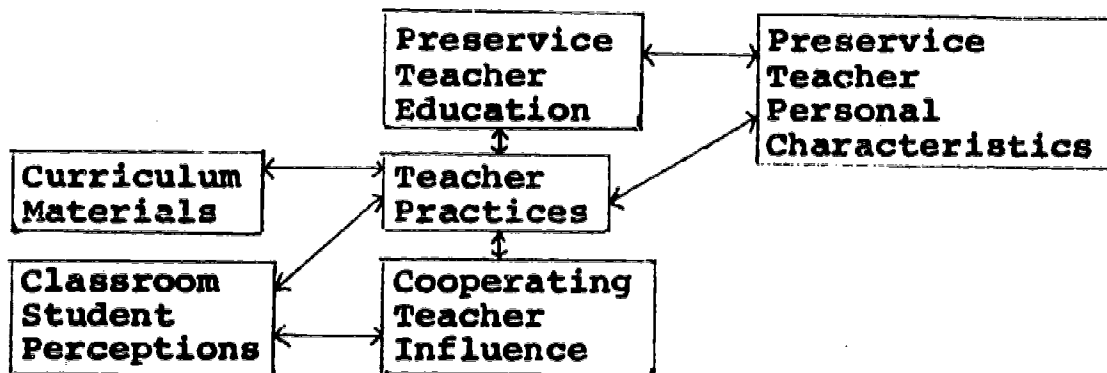 Preservice
Teacher
Education
Preservice
Teacher
Personal
Characteristics
Curriculum
Materials
Teacher
Practices
Classroom
Student
Perceptions
Cooperating
Teacher
Influence